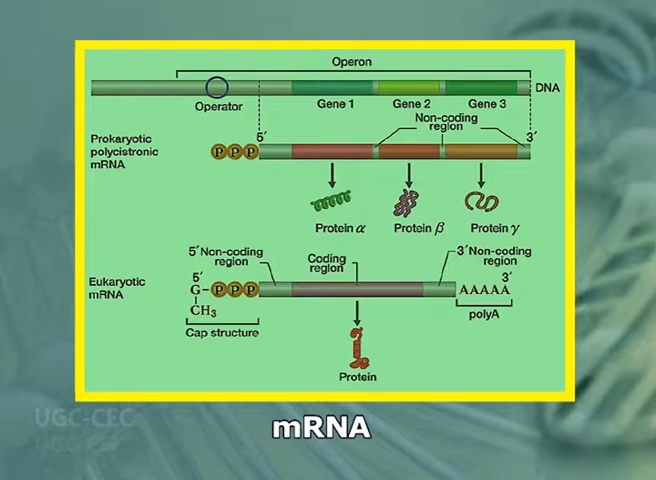 Operon
DNA
Operator
Gene 1 Gene 2 Gene 3
Non-coding
region
5′ 3′
Prokaryotic
polycistronic
mRNA
P P P
Protein α Protein β Protein γ
5′ Non-coding
region
Coding
region
3′ Non-coding
region
Eukaryotic
mRNA
5′ 3′
G-P P P AAAAA
CH3
polyA
Cap structure
Protein
UGC-CEC
mRNA